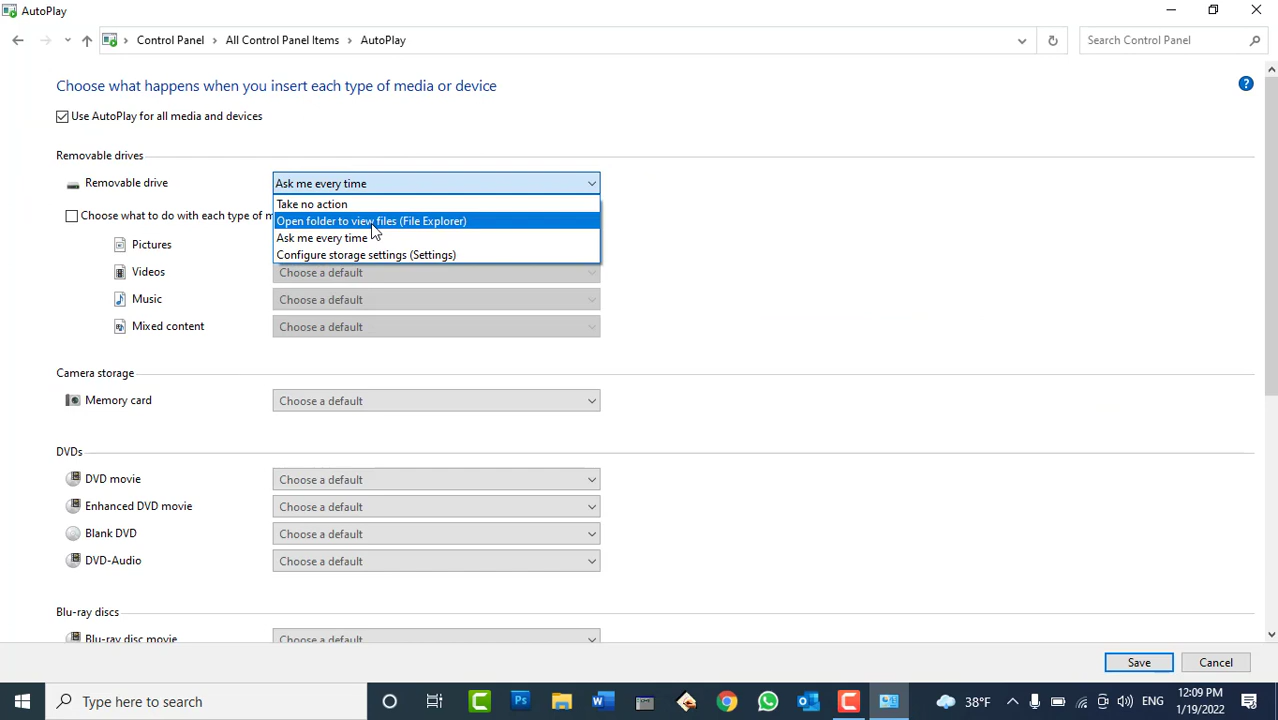 AutoPlay
Control Panel > All Control Panel Items > AutoPlay
Search Control Panel
Choose what happens when you insert each type of media or device
?
Use AutoPlay for all media and devices
Removable drives
Removable drive
Ask me every time
Take no action
Choose what to do with each type of m
Open folder to view files (File Explorer)
Ask me every time
Pictures
Configure storage settings (Settings)
Videos
Choose a default
Music
Choose a default
Mixed content
Choose a default
Camera storage
Memory card
Choose a default
DVDs
DVD movie
Choose a default
Enhanced DVD movie
Choose a default
Blank DVD
Choose a default
DVD-Audio
Choose a default
Blu-ray discs
Blu-ray disc movie
Choose a default
Save
Cancel
Type here to search
Ps
W
38°F
ENG
12:09 PM
1/19/2022